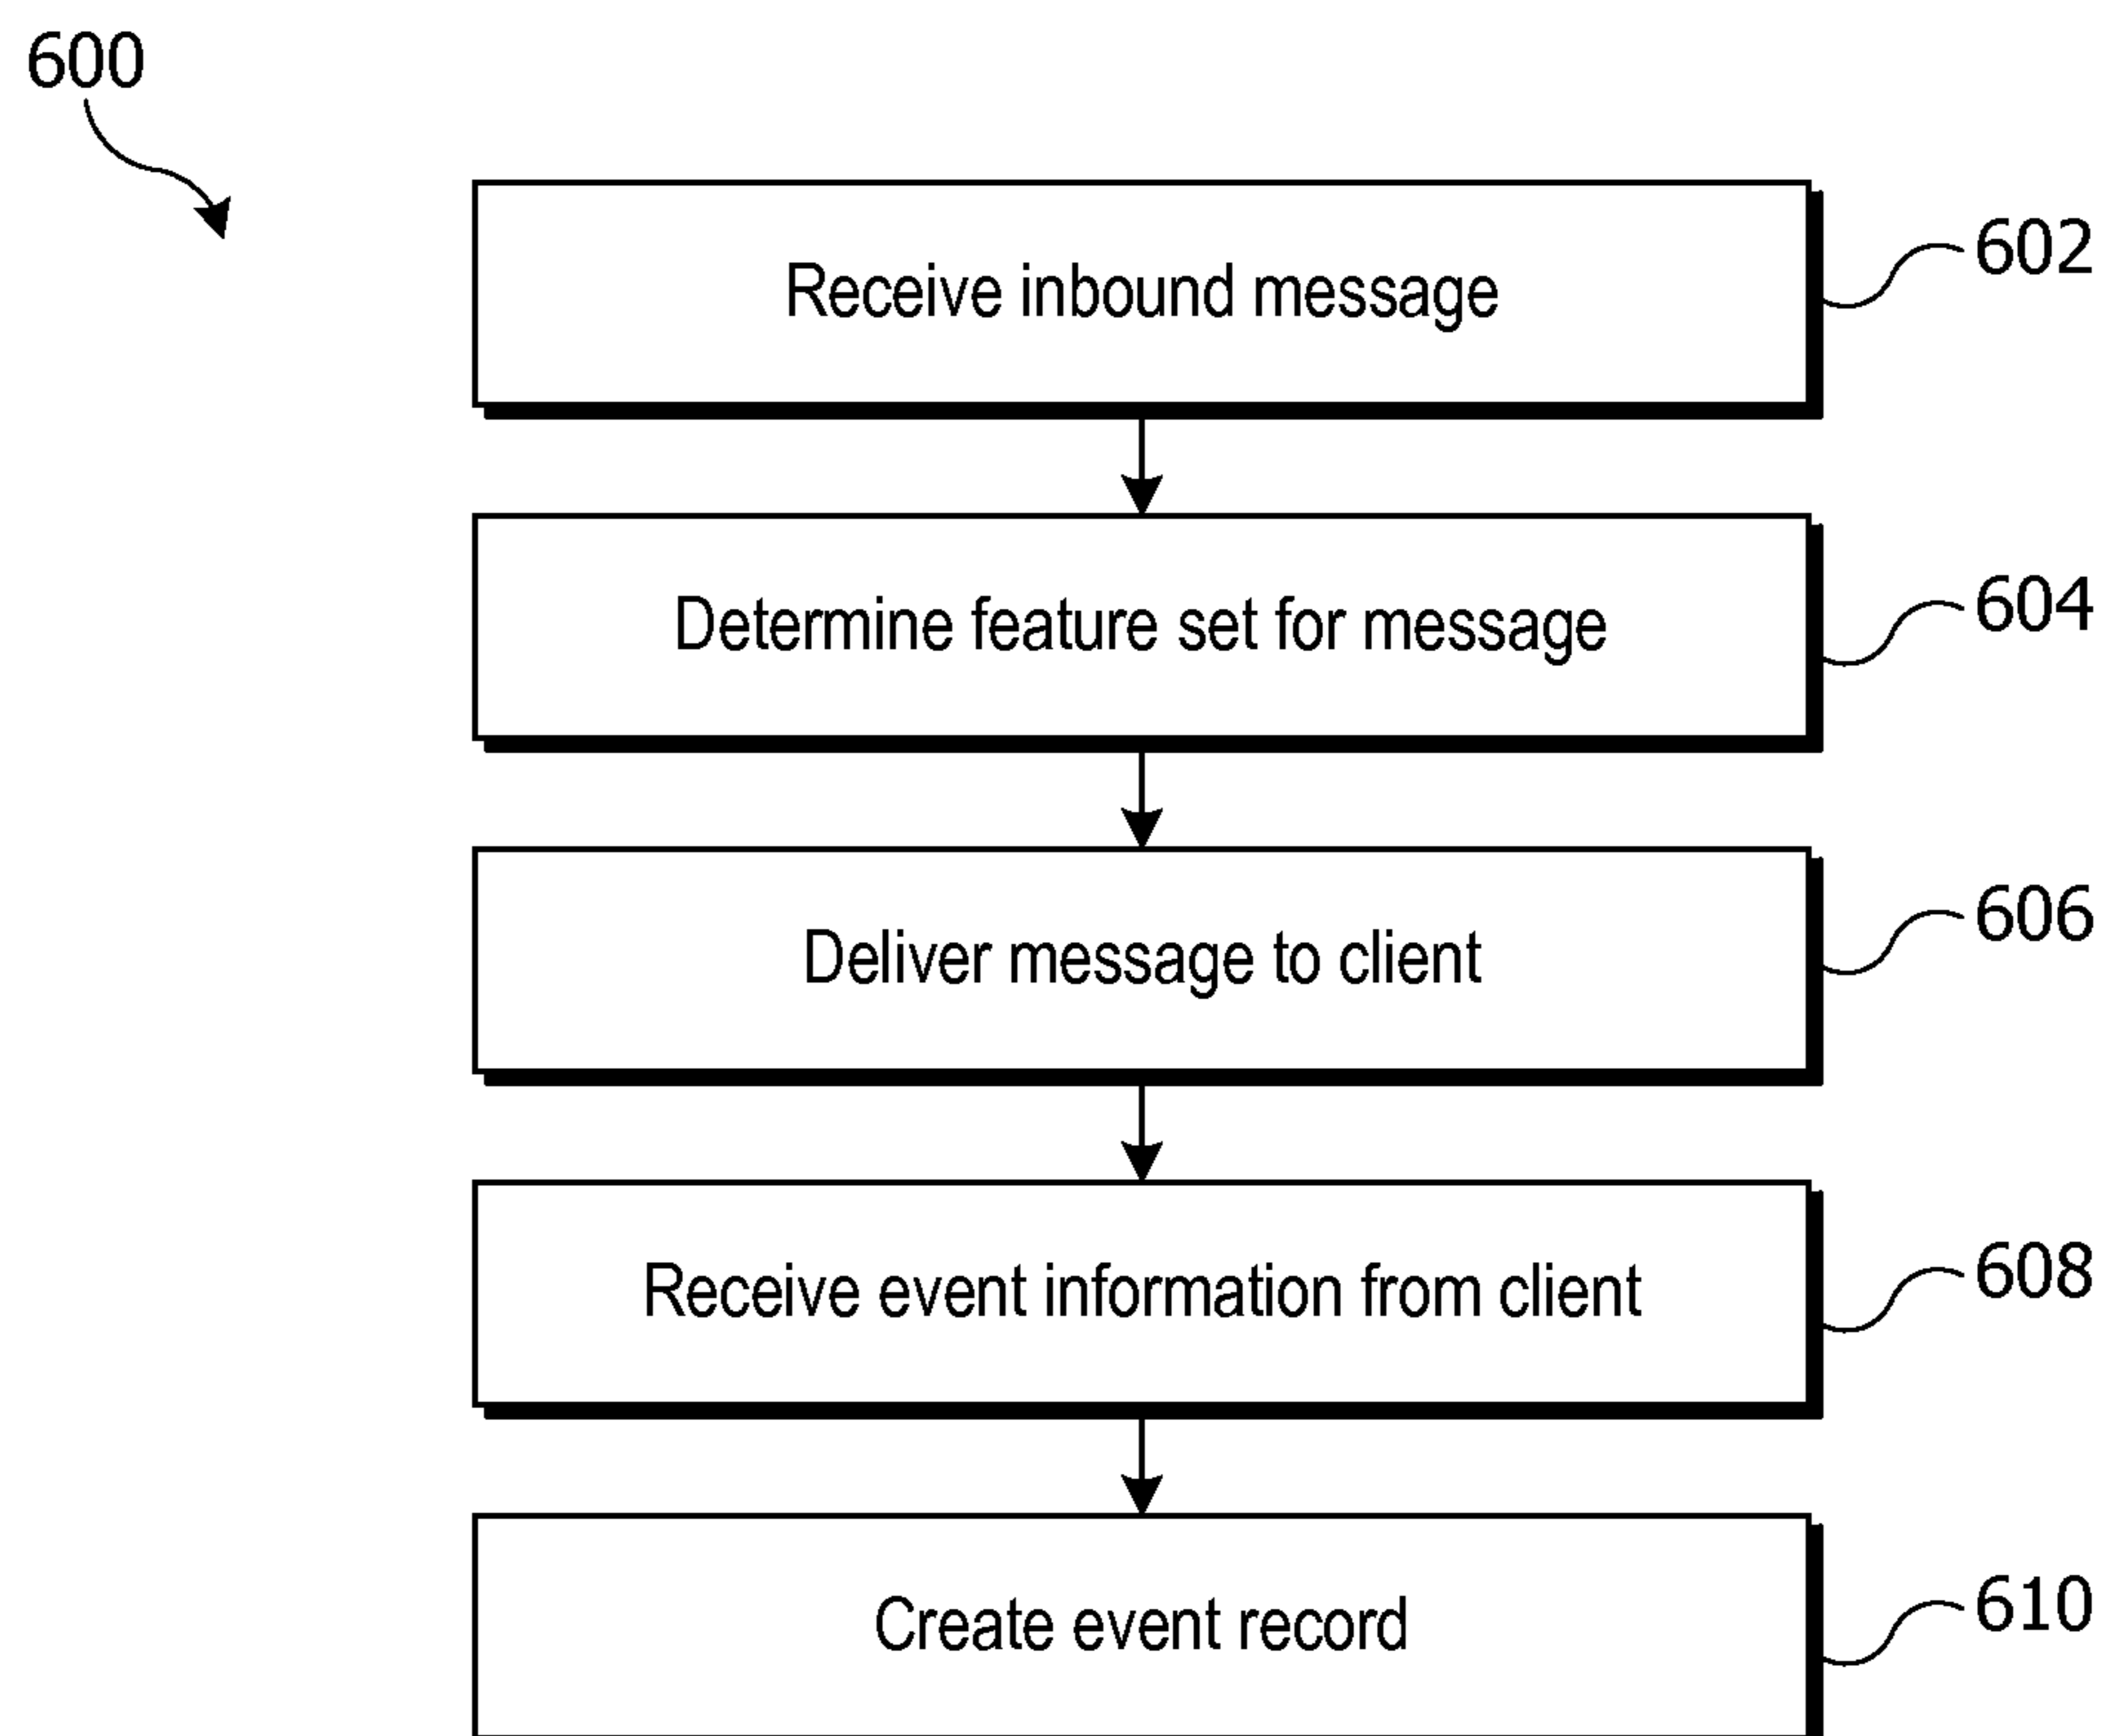 600
Receive inbound message
602
Determine feature set for message
604
Deliver message to client
606
Receive event information from client
608
Create event record
610